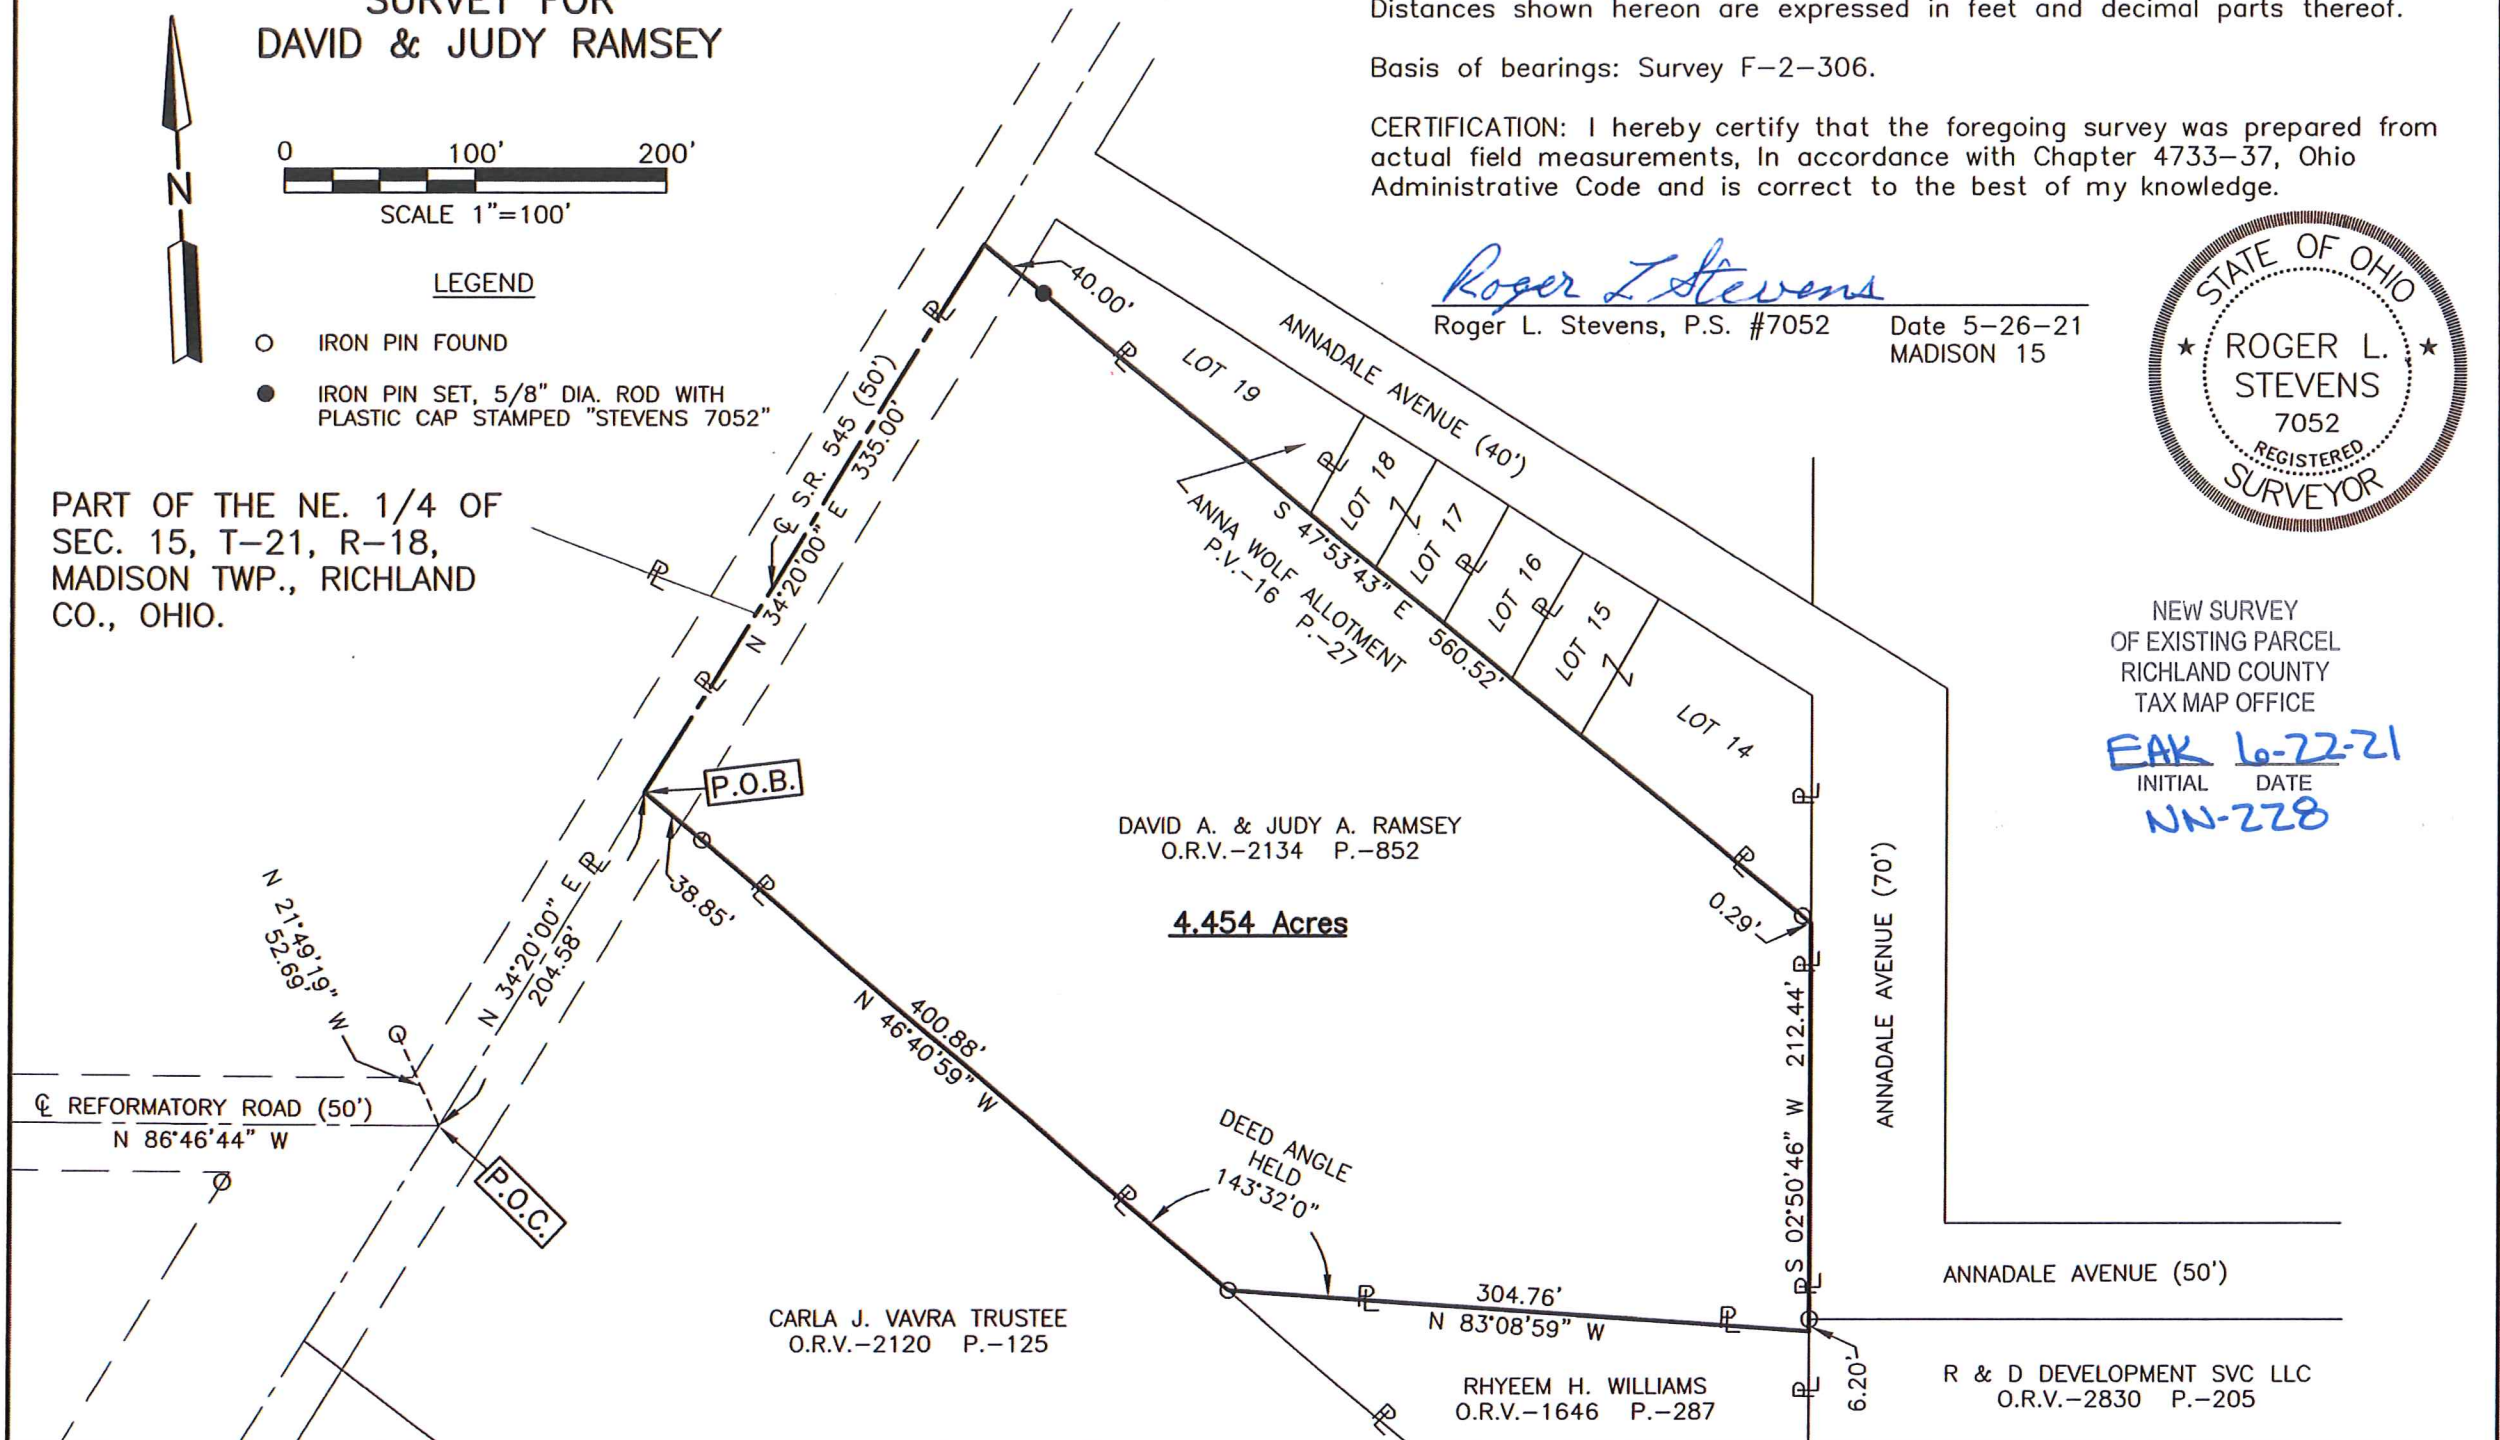 SURVEY FOR
DAVID & JUDY RAMSEY
N
0 100' 200'
SCALE 1"=100'
LEGEND
IRON PIN FOUND
IRON PIN SET, 5/8" DIA. ROD WITH
PLASTIC CAP STAMPED "STEVENS 7052"
PART OF THE NE. 1/4 OF
SEC. 15, T-21, R-18,
MADISON TWP., RICHLAND
CO., OHIO.
Distances shown hereon are expressed in feet and decimal parts thereof.
Basis of bearings: Survey F-2-306.
CERTIFICATION: I hereby certify that the foregoing survey was prepared from
actual field measurements, In accordance with Chapter 4733-37, Ohio
Administrative Code and is correct to the best of my knowledge.
Roger L Stevens
Roger L. Stevens, P.S. #7052 Date 5-26-21
MADISON 15
STATE OF OHIO
ROGER L.
STEVENS
7052
REGISTERED
SURVEYOR
NEW SURVEY
OF EXISTING PARCEL
RICHLAND COUNTY
TAX MAP OFFICE
EAK 6-22-21
INITIAL DATE
NN-228
40.00'
LOT 19
ANNADALE AVENUE (40')
LOT 18
LOT 17
LOT 16
LOT 15
LOT 14
℄ S.R. 545 (50')
335.00'
N 34°20'00" E
S 47°53'43" E 560.52'
ANNA WOLF ALLOTMENT
P.V.-16 P.-27
P.O.B.
38.85'
DAVID A. & JUDY A. RAMSEY
O.R.V.-2134 P.-852
4.454 Acres
0.29'
ANNADALE AVENUE (70')
S 02°50'46" W 212.44'
N 34°20'00" E
204.58'
N 21°49'19" W
52.69'
400.88'
N 46°40'59" W
℄ REFORMATORY ROAD (50')
N 86°46'44" W
P.O.C.
DEED ANGLE
HELD
143°32'0"
304.76'
N 83°08'59" W
ANNADALE AVENUE (50')
6.20'
CARLA J. VAVRA TRUSTEE
O.R.V.-2120 P.-125
RHYEEM H. WILLIAMS
O.R.V.-1646 P.-287
R & D DEVELOPMENT SVC LLC
O.R.V.-2830 P.-205